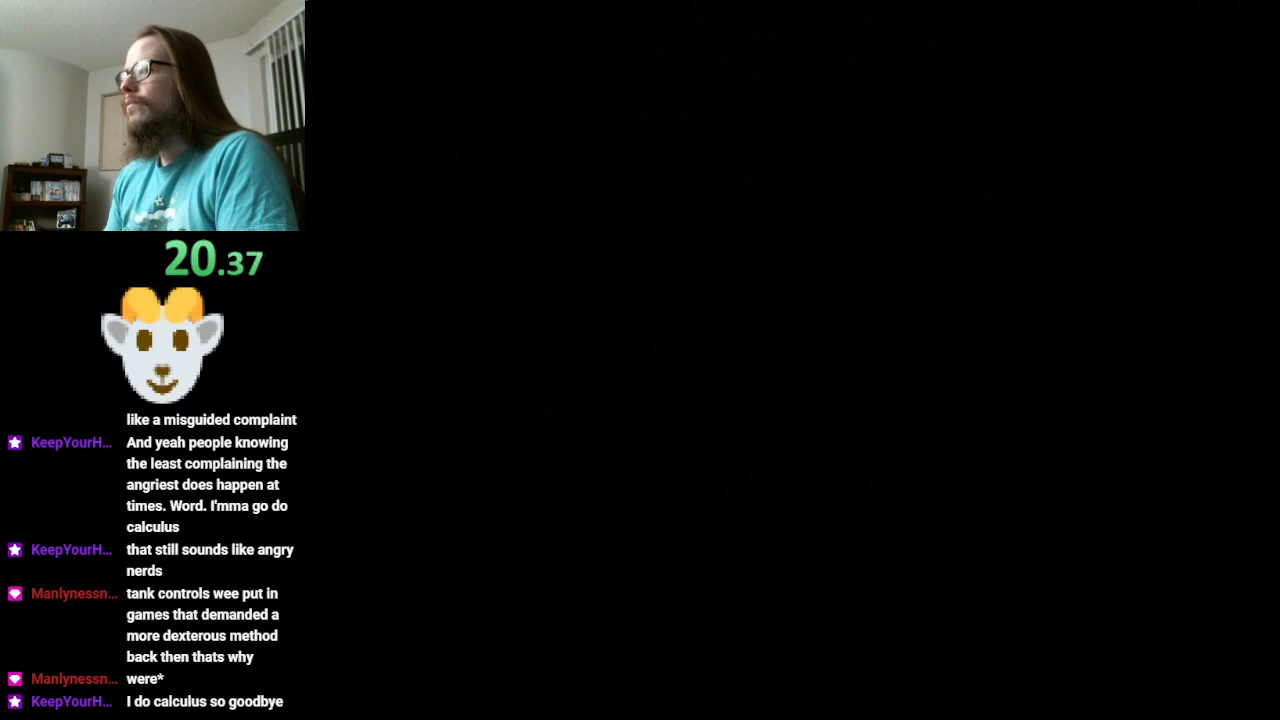 20.37
like a misguided complaint
KeepYourH... And yeah people knowing
the least complaining the
angriest does happen at
times. Word. I'mma go do
calculus
KeepYourH... that still sounds like angry
nerds
Manlynessn... tank controls wee put in
games that demanded a
more dexterous method
back then thats why
Manlynessn... were*
KeepYourH... I do calculus so goodbye